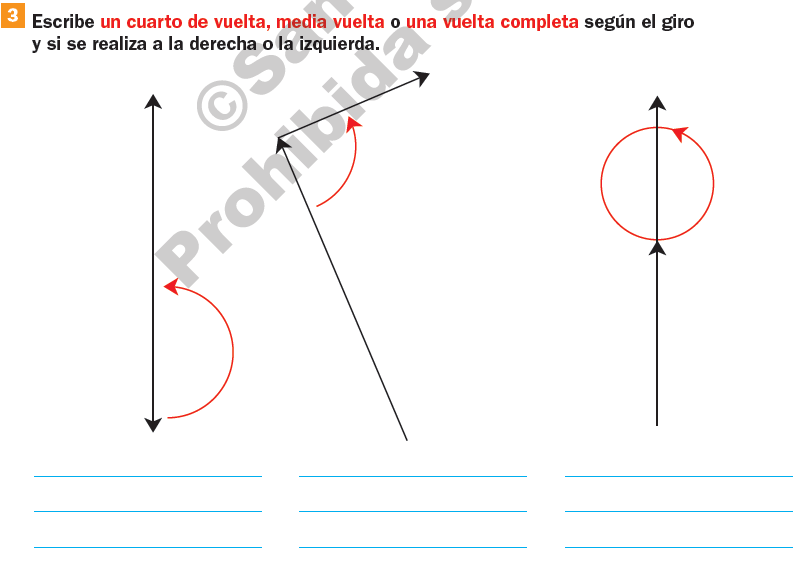 3 Escribe un cuarto de vuelta, media vuelta o una vuelta completa según el giro
y si se realiza a la derecha o la izquierda.
Prohibida